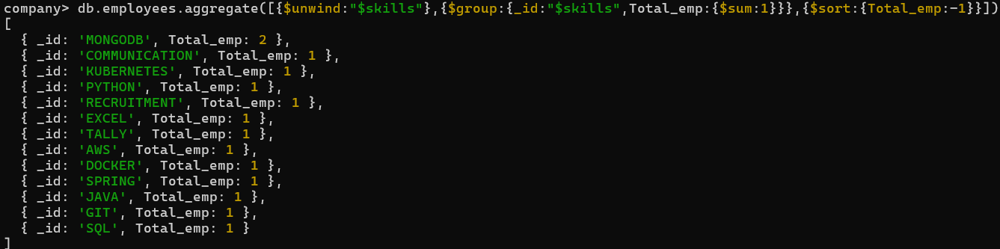 company> db.employees.aggregate([{$unwind:"$skills"},{$group:{_id:"$skills",Total_emp:{$sum:1}}},{$sort:{Total_emp:-1}}])
[
  { _id: 'MONGODB', Total_emp: 2 },
  { _id: 'COMMUNICATION', Total_emp: 1 },
  { _id: 'KUBERNETES', Total_emp: 1 },
  { _id: 'PYTHON', Total_emp: 1 },
  { _id: 'RECRUITMENT', Total_emp: 1 },
  { _id: 'EXCEL', Total_emp: 1 },
  { _id: 'TALLY', Total_emp: 1 },
  { _id: 'AWS', Total_emp: 1 },
  { _id: 'DOCKER', Total_emp: 1 },
  { _id: 'SPRING', Total_emp: 1 },
  { _id: 'JAVA', Total_emp: 1 },
  { _id: 'GIT', Total_emp: 1 },
  { _id: 'SQL', Total_emp: 1 }
]